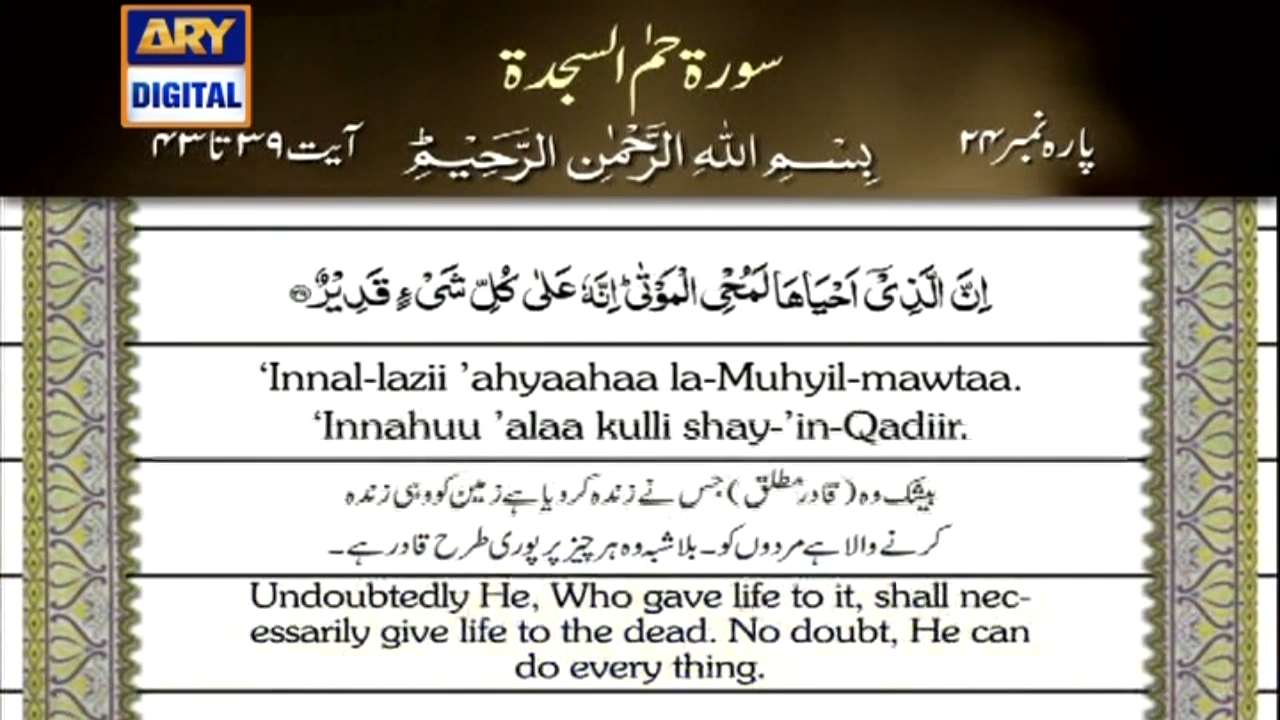 ARY
DIGITAL
سورۃ حٰمٓ السجدۃ
پارہ نمبر ۲۴
بِسْمِ اللّٰهِ الرَّحْمٰنِ الرَّحِيْمِ ؕ
آیت ۳۹ تا ۴۳
اِنَّ الَّذِیْۤ اَحْیَاهَا لَمُحْیِ الْمَوْتٰی ؕ اِنَّهٗ عَلٰی كُلِّ شَیْءٍ قَدِیْرٌ ﴿۳۹﴾
‘Innal-lazii ’ahyaahaa la-Muhyil-mawtaa.
‘Innahuu ’alaa kulli shay-’in-Qadiir.
بیشک وہ (قادر مطلق) جس نے زندہ کر دیا ہے زمین کو وہی زندہ
کرنے والا ہے مردوں کو۔ بلا شبہ وہ ہر چیز پر پوری طرح قادر ہے۔
Undoubtedly He, Who gave life to it, shall nec-
essarily give life to the dead. No doubt, He can
do every thing.